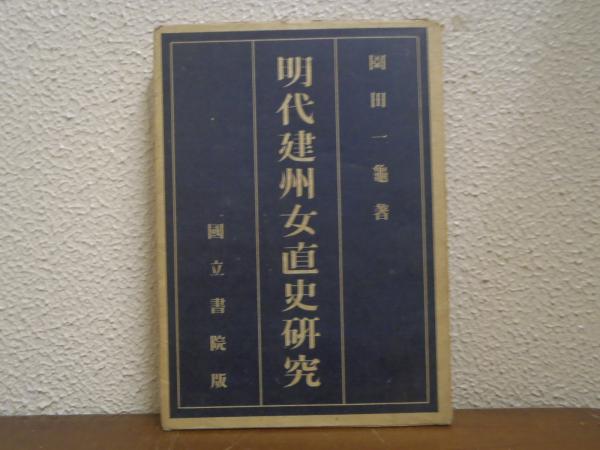 園田一龜著
明代建州女直史研究
國立書院版